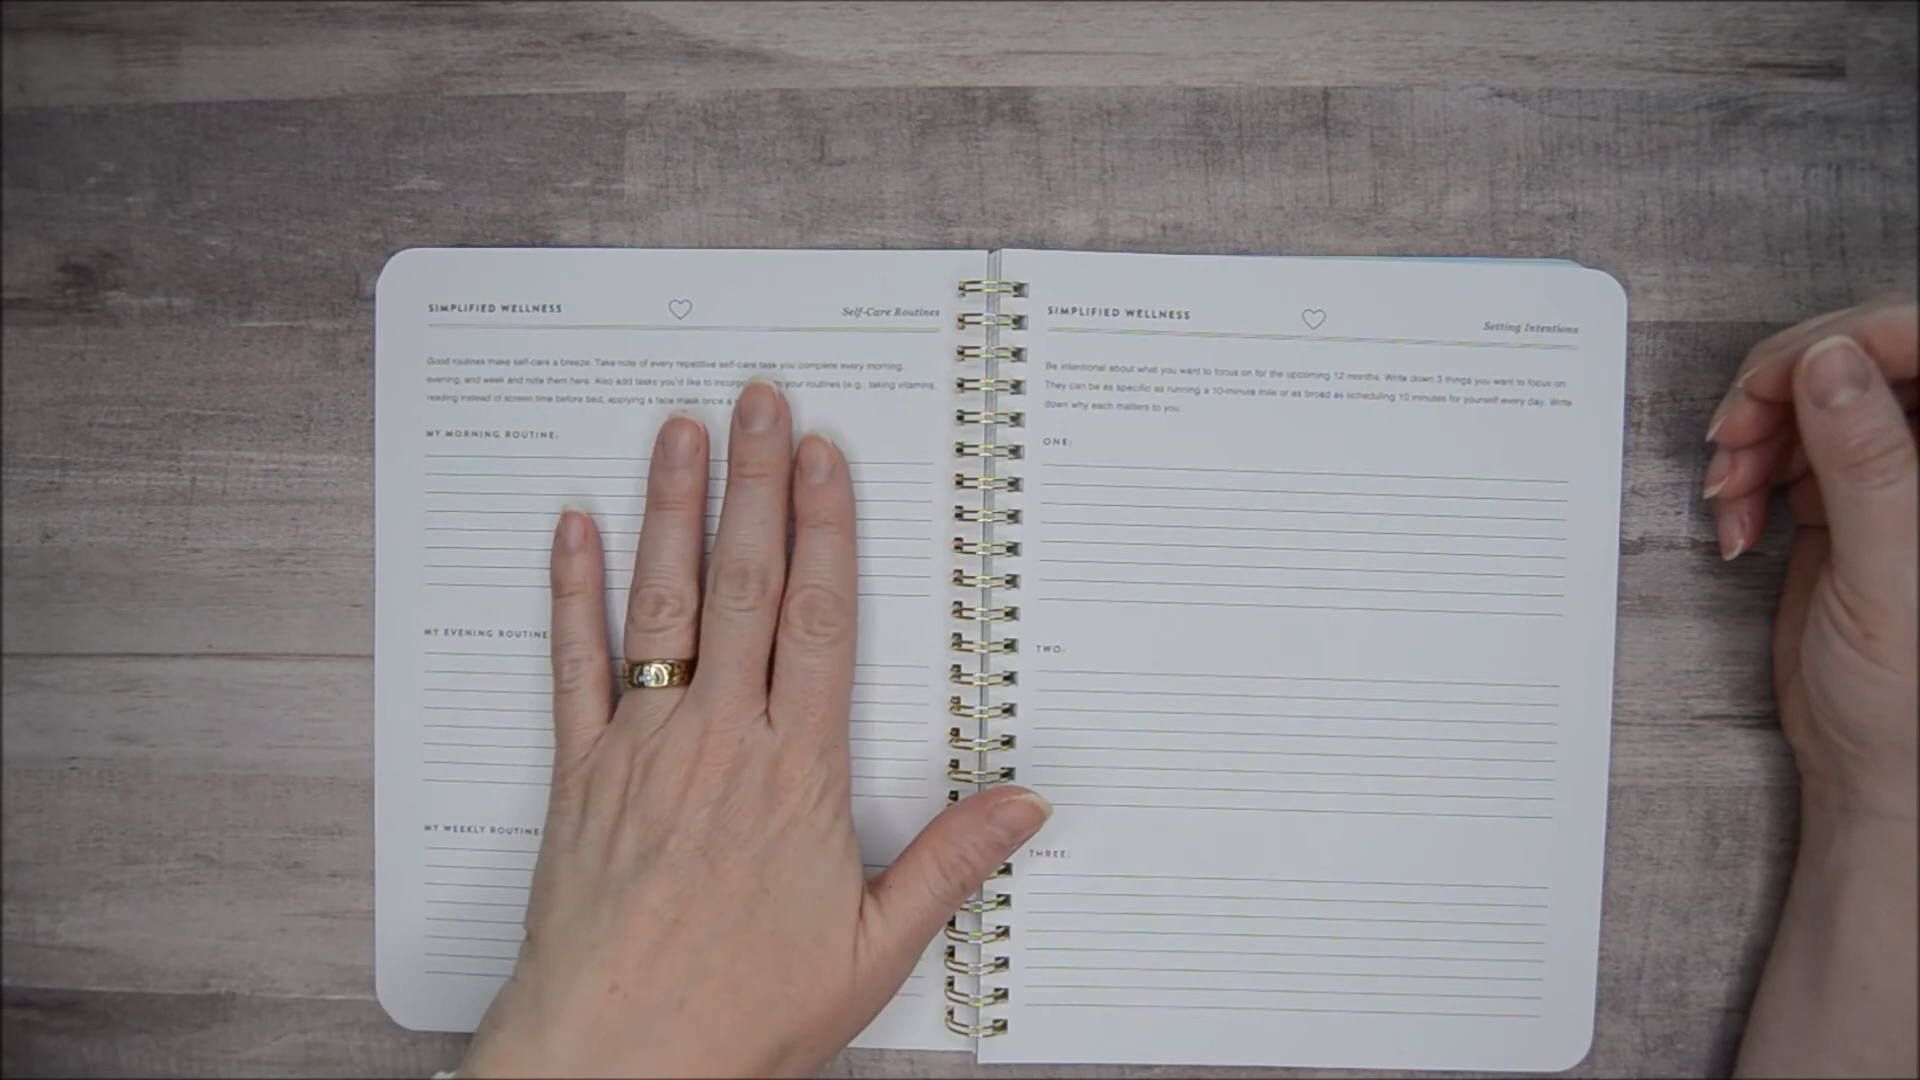 SIMPLIFIED WELLNESS
Self-Care Routines
Good routines make self-care a breeze. Take note of every repetitive self-care task you complete every morning,
evening, and week and note them here. Also add tasks you'd like to your routines (e.g., taking vitamins,
reading instead of screen time before bed, applying a face mask once a
MY MORNING ROUTINE:
MY EVENING ROUTINE:
MY WEEKLY ROUTINE:
SIMPLIFIED WELLNESS
Setting Intentions
Be intentional about what you want to focus on for the upcoming 12 months. Write down 3 things you want to focus on.
They can be as specific as running a 10-minute mile or as broad as scheduling 10 minutes for yourself every day. Write
down why each matters to you.
ONE:
TWO:
THREE: